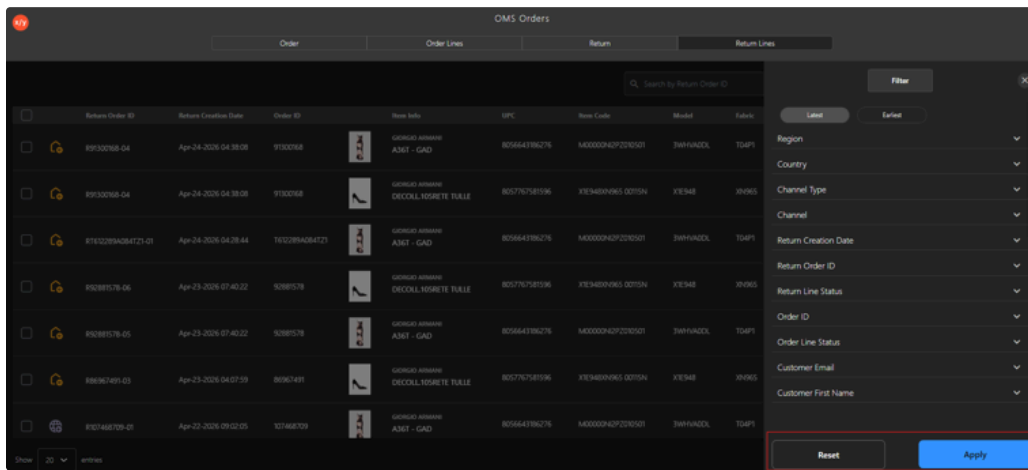 x/y
OMS Orders
Order Order Lines Return Return Lines
Search by Return Order ID
Filter
Latest Earliest
Return Order ID Return Creation Date Order ID Item Info UPC Item Code Model Fabric
R91300168-04 Apr-24-2026 04:38:08 91300168 GIORGIO ARMANI A36T - GAD 8056643186276 3WHVA0DL T04P1
R91300168-04 Apr-24-2026 04:38:08 91300168 GIORGIO ARMANI DECOLL.105RETE TULLE 8057767581596 X1E948XN965 00115N X1E948 XN965
RT612289A084TZ1-01 Apr-24-2026 04:28:44 T612289A084TZ1 GIORGIO ARMANI A36T - GAD 8056643186276 3WHVA0DL T04P1
R92881578-06 Apr-23-2026 07:40:22 92881578 GIORGIO ARMANI DECOLL.105RETE TULLE 8057767581596 X1E948XN965 00115N X1E948 XN965
R92881578-05 Apr-23-2026 07:40:22 92881578 GIORGIO ARMANI A36T - GAD 8056643186276 3WHVA0DL T04P1
R86967491-03 Apr-23-2026 04:07:59 86967491 GIORGIO ARMANI DECOLL.105RETE TULLE 8057767581596 X1E948XN965 00115N X1E948 XN965
R107468709-01 Apr-22-2026 09:02:05 107468709 GIORGIO ARMANI A36T - GAD 8056643186276 3WHVA0DL T04P1
Show 20 entries
Region
Country
Channel Type
Channel
Return Creation Date
Return Order ID
Return Line Status
Order ID
Order Line Status
Customer Email
Customer First Name
Reset Apply